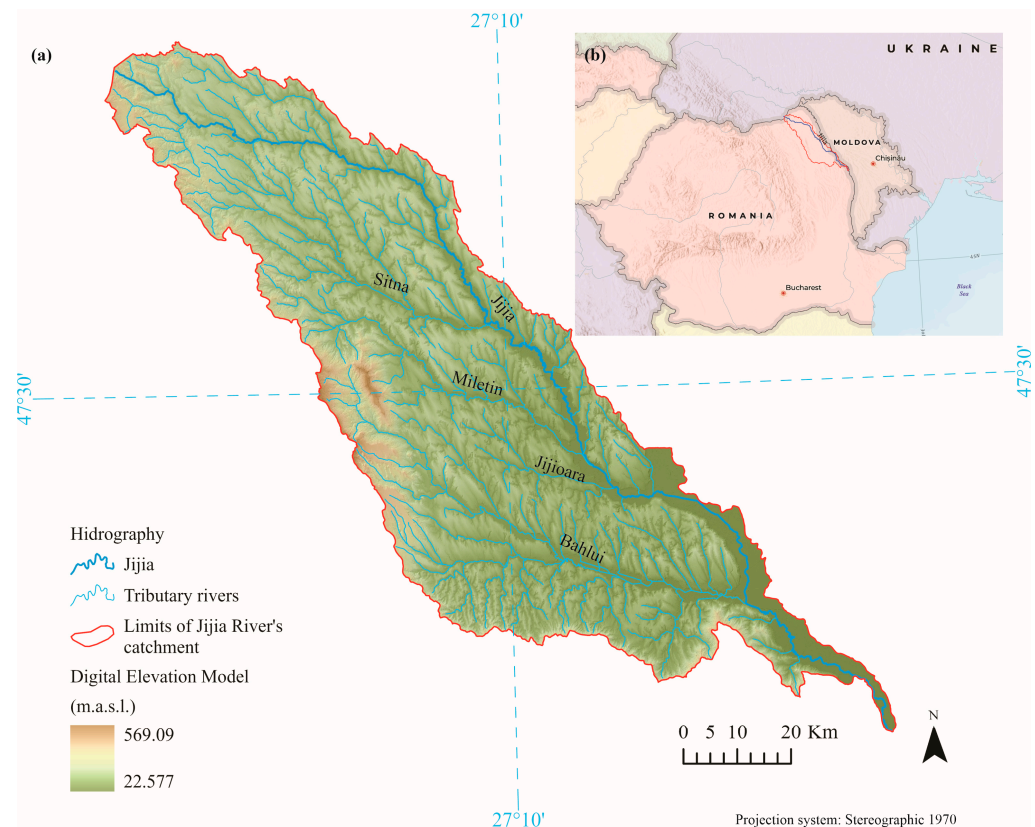 27°10'
(a)
(b)
UKRAINE
MOLDOVA
Chișinău
ROMANIA
Bucharest
Black
Sea
Sitna
Jijia
Miletin
Jijioara
Bahlui
47°30'
47°30'
Hidrography
Jijia
Tributary rivers
Limits of Jijia River's
catchment
Digital Elevation Model
(m.a.s.l.)
569.09
22.577
0 5 10 20 Km
N
27°10'
Projection system: Stereographic 1970